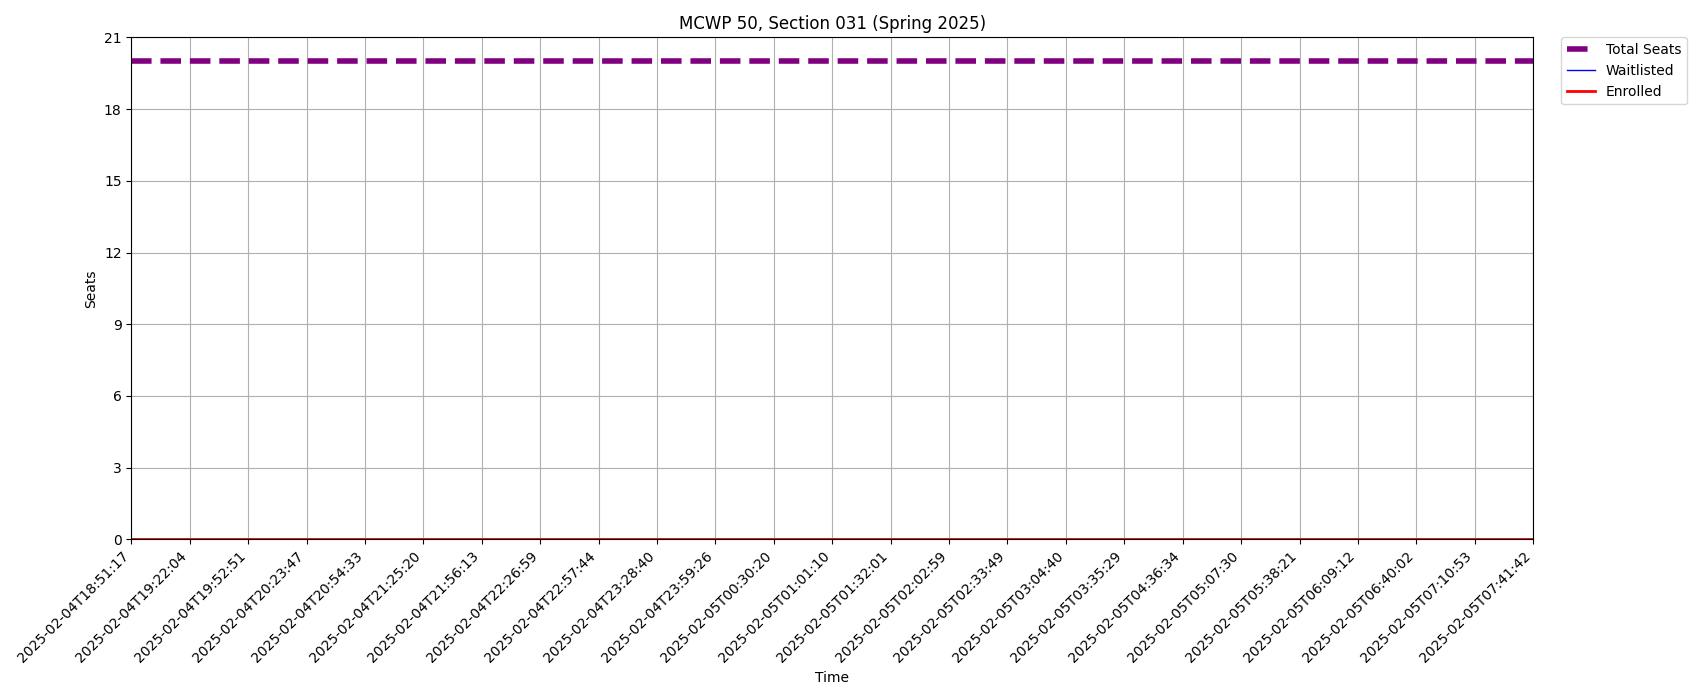 MCWP 50, Section 031 (Spring 2025)
Total Seats
Waitlisted
Enrolled
21
18
15
12
9
6
3
0
Seats
2025-02-04T18:51:17
2025-02-04T19:22:04
2025-02-04T19:52:51
2025-02-04T20:23:47
2025-02-04T20:54:33
2025-02-04T21:25:20
2025-02-04T21:56:13
2025-02-04T22:26:59
2025-02-04T22:57:44
2025-02-04T23:28:40
2025-02-04T23:59:26
2025-02-05T00:30:20
2025-02-05T01:01:10
2025-02-05T01:32:01
2025-02-05T02:02:59
2025-02-05T02:33:49
2025-02-05T03:04:40
2025-02-05T03:35:29
2025-02-05T04:36:34
2025-02-05T05:07:30
2025-02-05T05:38:21
2025-02-05T06:09:12
2025-02-05T06:40:02
2025-02-05T07:10:53
2025-02-05T07:41:42
Time